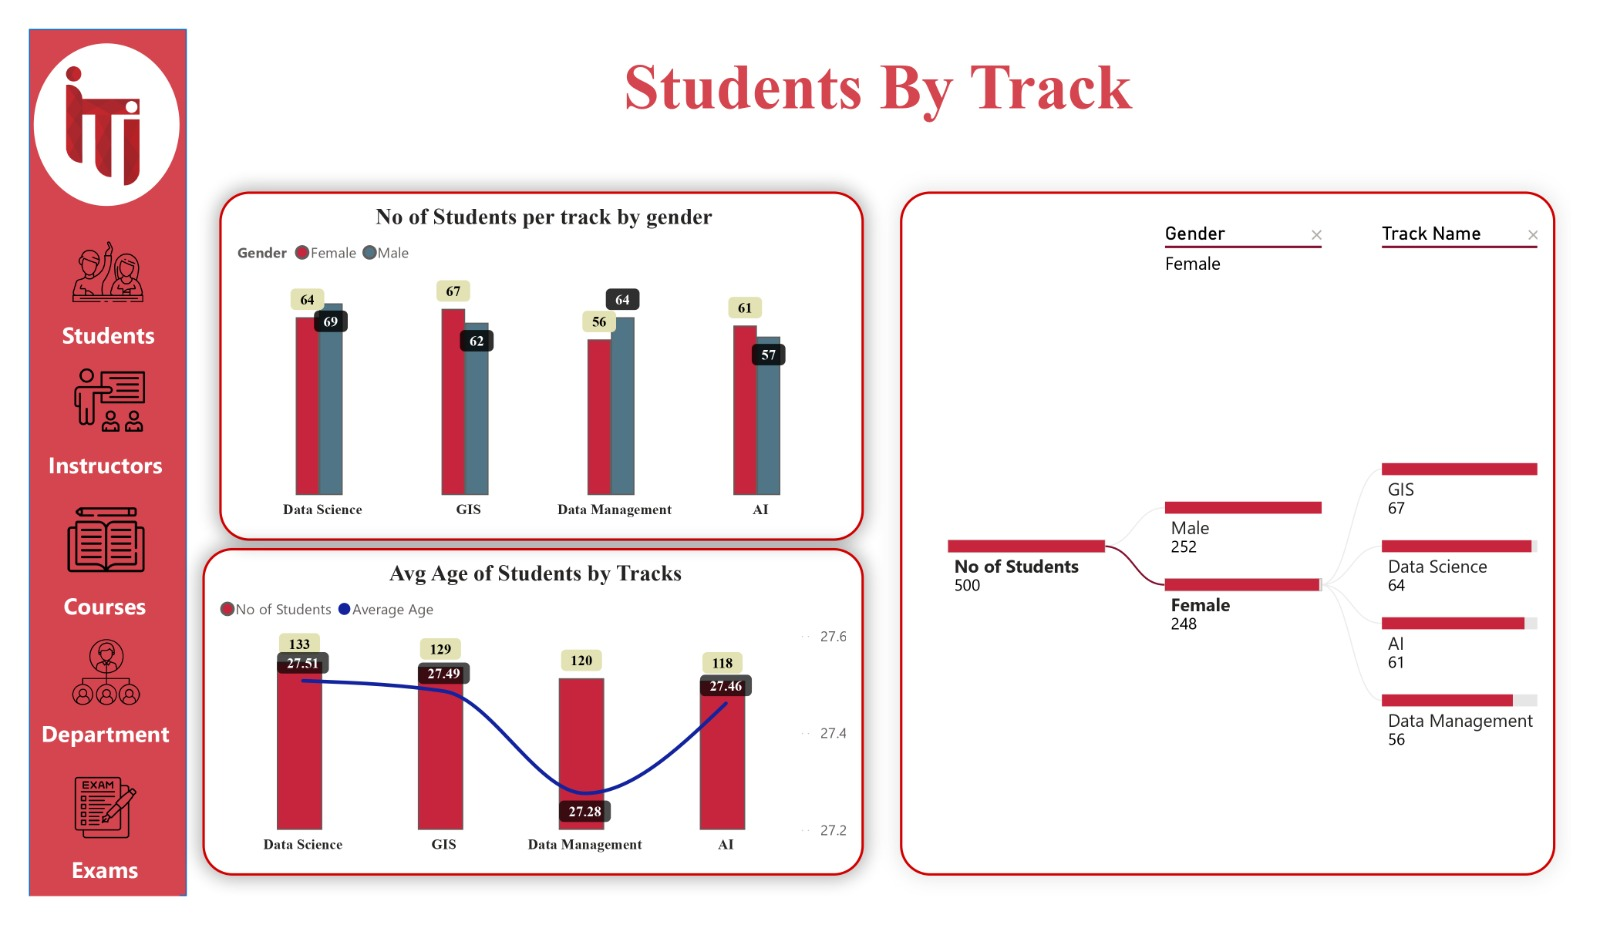 iTi
Students By Track
Students
Instructors
Courses
Department
EXAM
Exams
No of Students per track by gender
Gender Female Male
64 69 67 62 56 64 61 57
Data Science GIS Data Management AI
Avg Age of Students by Tracks
No of Students Average Age
133 129 120 118
27.51 27.49 27.28 27.46
27.6
27.4
27.2
Data Science GIS Data Management AI
Gender × Track Name ×
Female
No of Students
500
Male
252
Female
248
GIS
67
Data Science
64
AI
61
Data Management
56